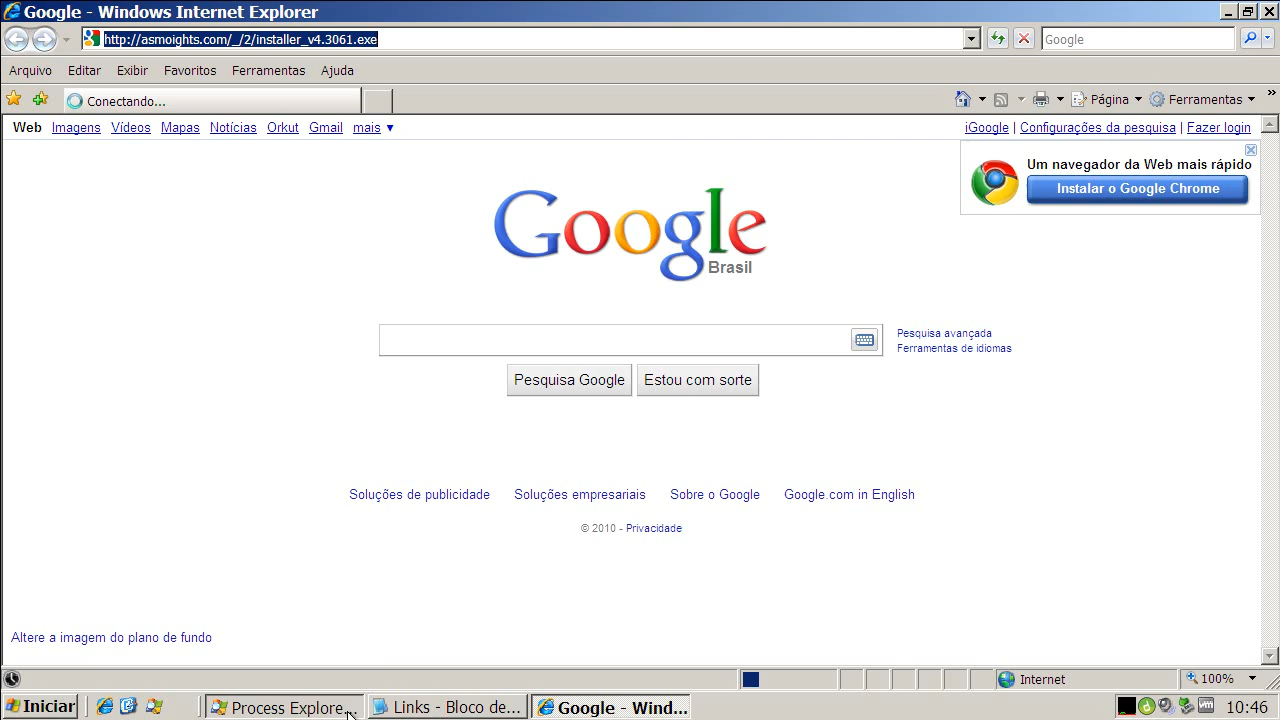 Google - Windows Internet Explorer
http://asmoights.com/_/2/installer_v4.3061.exe
Google
Arquivo Editar Exibir Favoritos Ferramentas Ajuda
Conectando...
Página Ferramentas »
Web Imagens Vídeos Mapas Notícias Orkut Gmail mais ▼
iGoogle | Configurações da pesquisa | Fazer login
Um navegador da Web mais rápido
Instalar o Google Chrome
Google
Brasil
Pesquisa avançada
Ferramentas de idiomas
Pesquisa Google
Estou com sorte
Soluções de publicidade Soluções empresariais Sobre o Google Google.com in English
© 2010 - Privacidade
Altere a imagem do plano de fundo
Internet
100%
Iniciar
Process Explore...
Links - Bloco de...
Google - Wind...
10:46